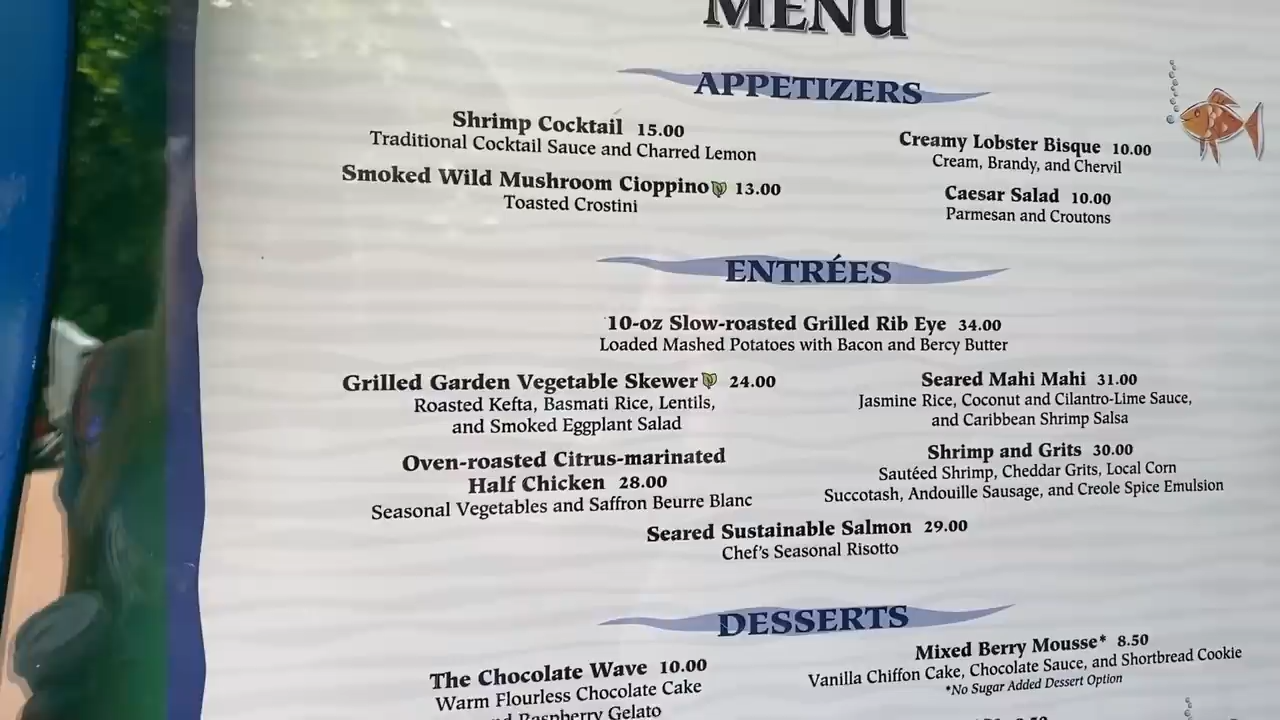 MENU
APPETIZERS
Shrimp Cocktail 15.00
Traditional Cocktail Sauce and Charred Lemon
Smoked Wild Mushroom Cioppino 13.00
Toasted Crostini
Creamy Lobster Bisque 10.00
Cream, Brandy, and Chervil
Caesar Salad 10.00
Parmesan and Croutons
ENTRÉES
10-oz Slow-roasted Grilled Rib Eye 34.00
Loaded Mashed Potatoes with Bacon and Bercy Butter
Grilled Garden Vegetable Skewer 24.00
Roasted Kefta, Basmati Rice, Lentils,
and Smoked Eggplant Salad
Oven-roasted Citrus-marinated
Half Chicken 28.00
Seasonal Vegetables and Saffron Beurre Blanc
Seared Mahi Mahi 31.00
Jasmine Rice, Coconut and Cilantro-Lime Sauce,
and Caribbean Shrimp Salsa
Shrimp and Grits 30.00
Sautéed Shrimp, Cheddar Grits, Local Corn
Succotash, Andouille Sausage, and Creole Spice Emulsion
Seared Sustainable Salmon 29.00
Chef's Seasonal Risotto
DESSERTS
The Chocolate Wave 10.00
Warm Flourless Chocolate Cake
Raspberry Gelato
Mixed Berry Mousse* 8.50
Vanilla Chiffon Cake, Chocolate Sauce, and Shortbread Cookie
*No Sugar Added Dessert Option